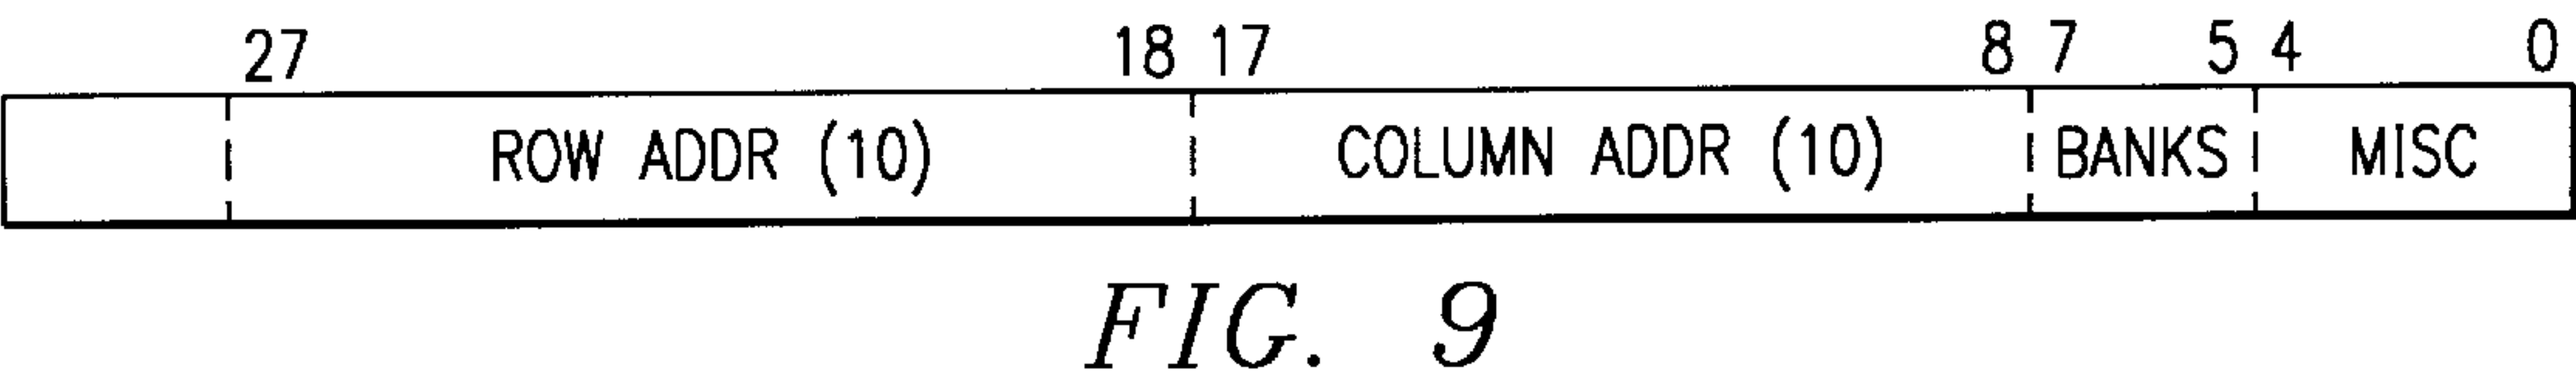 27 18 17 8 7 5 4 0
ROW ADDR (10) COLUMN ADDR (10) BANKS MISC
FIG. 9